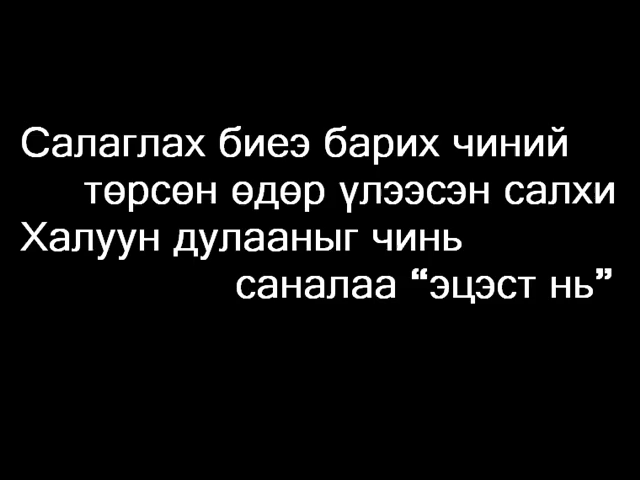 Салаглах биеэ барих чиний
төрсөн өдөр үлээсэн салхи
Халуун дулааныг чинь
саналаа “эцэст нь”